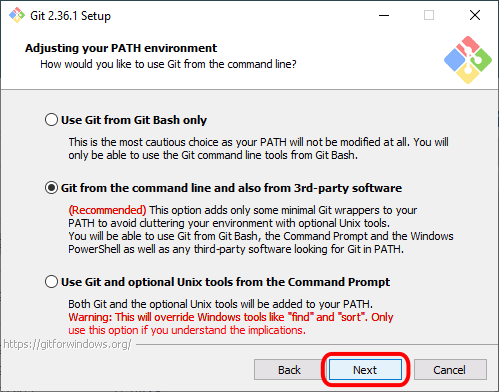 Git 2.36.1 Setup
Adjusting your PATH environment
How would you like to use Git from the command line?
Use Git from Git Bash only
This is the most cautious choice as your PATH will not be modified at all. You will
only be able to use the Git command line tools from Git Bash.
Git from the command line and also from 3rd-party software
(Recommended) This option adds only some minimal Git wrappers to your
PATH to avoid cluttering your environment with optional Unix tools.
You will be able to use Git from Git Bash, the Command Prompt and the Windows
PowerShell as well as any third-party software looking for Git in PATH.
Use Git and optional Unix tools from the Command Prompt
Both Git and the optional Unix tools will be added to your PATH.
Warning: This will override Windows tools like "find" and "sort". Only
use this option if you understand the implications.
https://gitforwindows.org/
Back
Next
Cancel